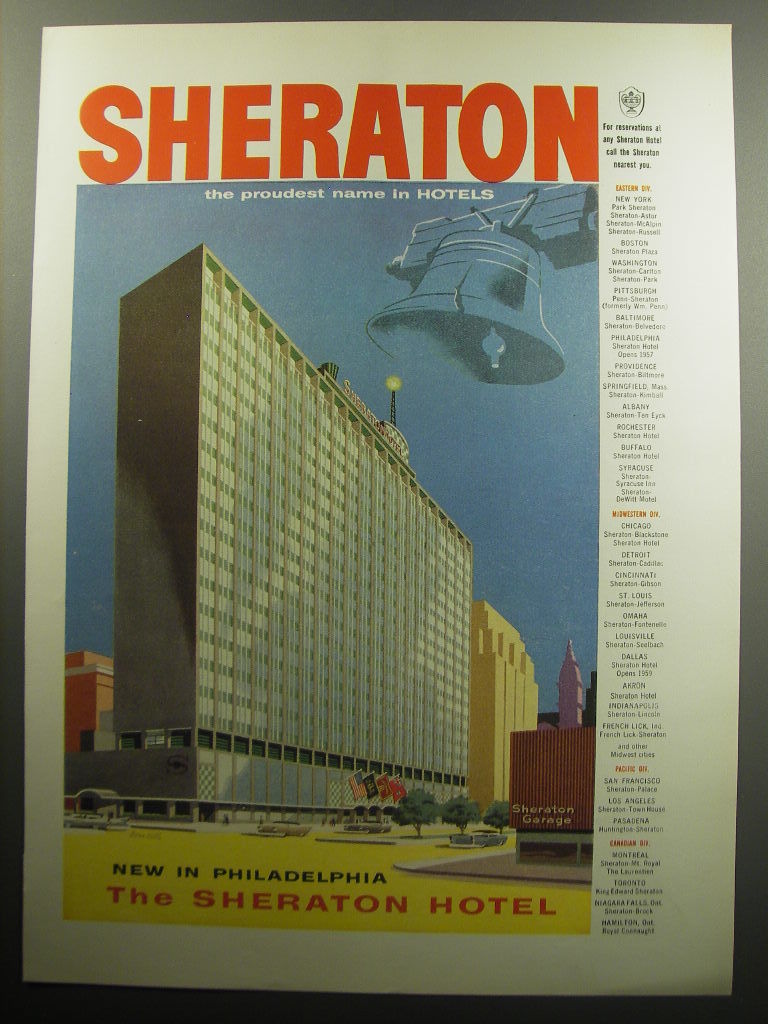 SHERATON
the proudest name in HOTELS
Sheraton
Garage
NEW IN PHILADELPHIA
The SHERATON HOTEL
For reservations at
any Sheraton Hotel
call the Sheraton
nearest you.
EASTERN DIV.
NEW YORK
Park Sheraton
Sheraton-Astor
Sheraton-McAlpin
Sheraton-Russell
BOSTON
Sheraton Plaza
WASHINGTON
Sheraton-Carlton
Sheraton-Park
PITTSBURGH
Penn-Sheraton
(formerly Wm. Penn)
BALTIMORE
Sheraton-Belvedere
PHILADELPHIA
Sheraton Hotel
Opens 1957
PROVIDENCE
Sheraton-Biltmore
SPRINGFIELD, Mass.
Sheraton-Kimball
ALBANY
Sheraton-Ten Eyck
ROCHESTER
Sheraton Hotel
BUFFALO
Sheraton Hotel
SYRACUSE
Sheraton-
Syracuse Inn
Sheraton-
DeWitt Motel
MIDWESTERN DIV.
CHICAGO
Sheraton-Blackstone
Sheraton Hotel
DETROIT
Sheraton-Cadillac
CINCINNATI
Sheraton-Gibson
ST. LOUIS
Sheraton-Jefferson
OMAHA
Sheraton-Fontenelle
LOUISVILLE
Sheraton-Seelbach
DALLAS
Sheraton Hotel
Opens 1959
AKRON
Sheraton Hotel
INDIANAPOLIS
Sheraton-Lincoln
FRENCH LICK, Ind.
French Lick-Sheraton
and other
Midwest cities
PACIFIC DIV.
SAN FRANCISCO
Sheraton-Palace
LOS ANGELES
Sheraton-Town House
PASADENA
Huntington-Sheraton
CANADIAN DIV.
MONTREAL
Sheraton-Mt. Royal
The Laurentien
TORONTO
King Edward Sheraton
NIAGARA FALLS, Ont.
Sheraton-Brock
HAMILTON, Ont.
Royal Connaught